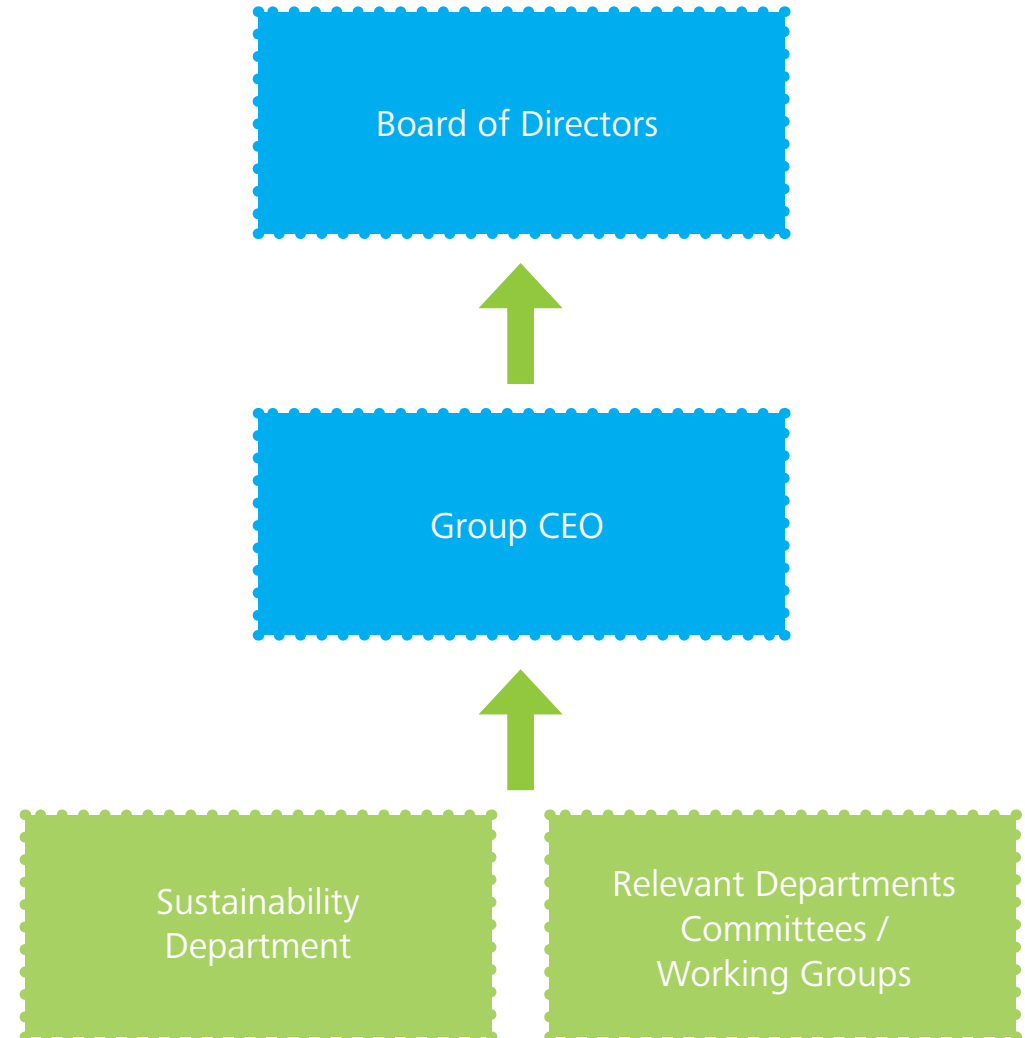 Board of Directors
Group CEO
Sustainability
Department
Relevant Departments
Committees /
Working Groups